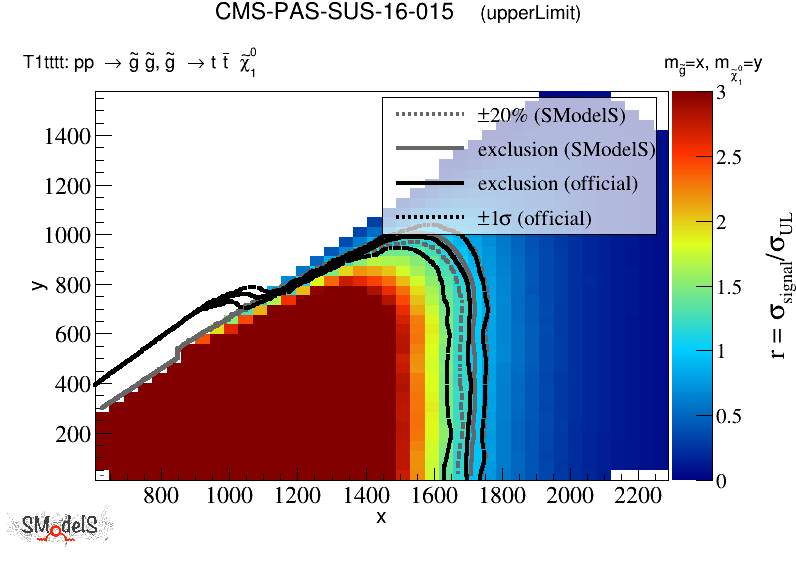 CMS-PAS-SUS-16-015 (upperLimit)
T1tttt: pp → g̃ g̃, g̃ → t t̄ χ̃₁⁰
m_g̃=x, m_χ̃₁⁰=y
±20% (SModelS)
exclusion (SModelS)
exclusion (official)
±1σ (official)
1400
1200
1000
800
600
400
200
y
800
1000
1200
1400
1600
1800
2000
2200
x
3
2.5
2
1.5
1
0.5
0
r = σ_signal/σ_UL
SModelS